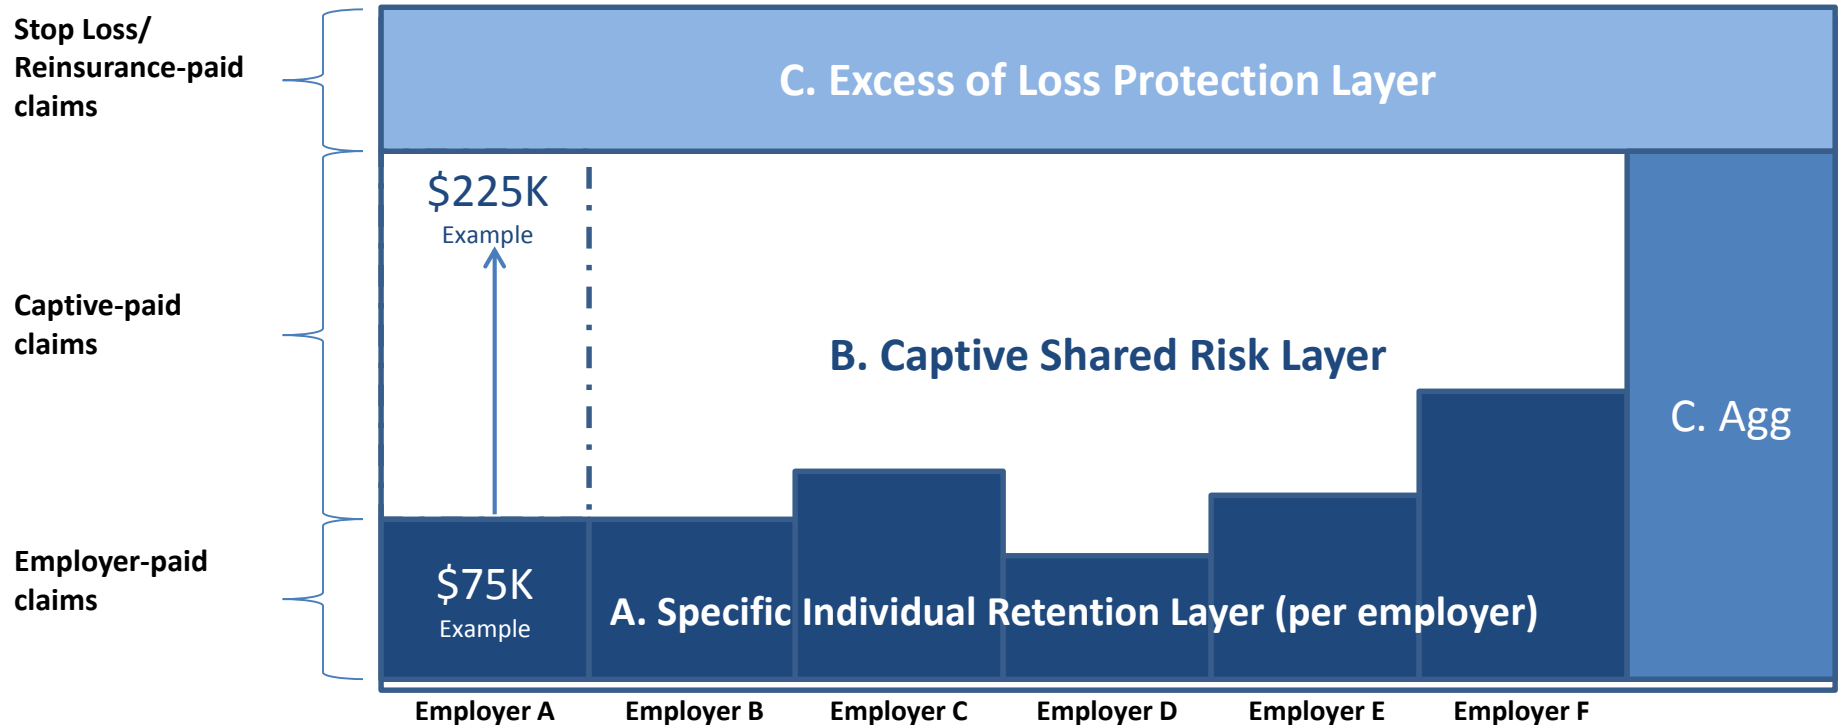 Stop Loss/
Reinsurance-paid
claims
C. Excess of Loss Protection Layer
$225K
Example
Captive-paid
claims
B. Captive Shared Risk Layer
C. Agg
Employer-paid
claims
$75K
Example
A. Specific Individual Retention Layer (per employer)
Employer A
Employer B
Employer C
Employer D
Employer E
Employer F